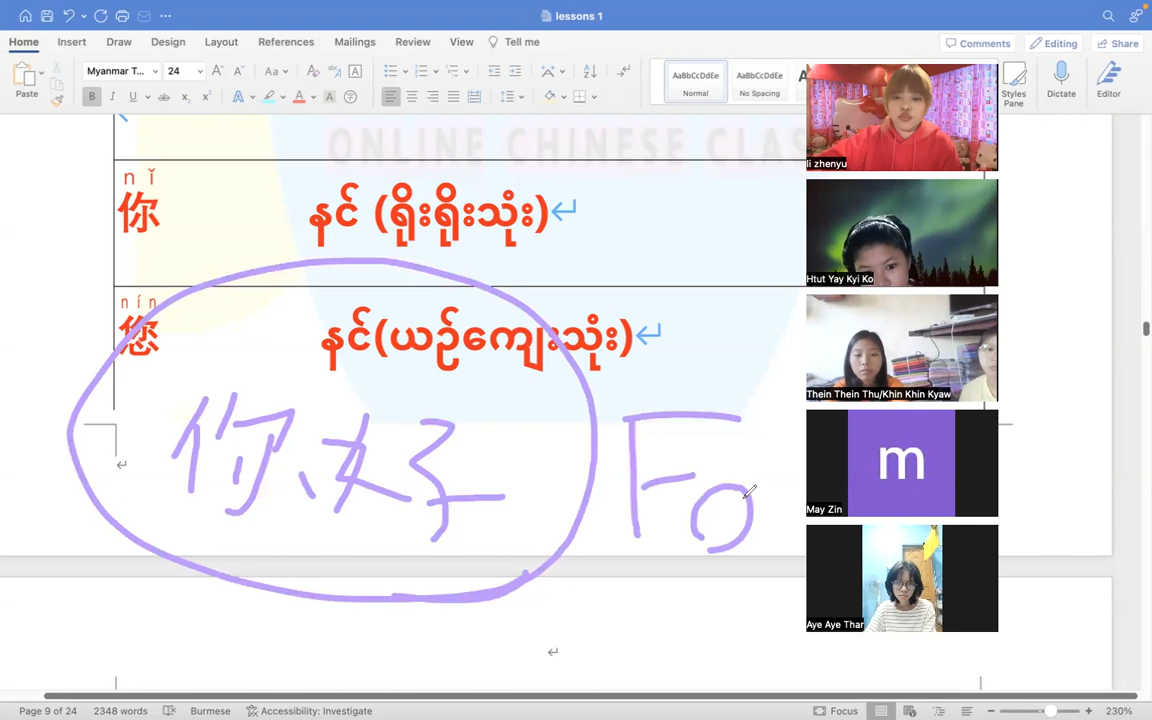 lessons 1
Home Insert Draw Design Layout References Mailings Review View Tell me
Comments Editing Share
Paste
Myanmar T... 24
AaBbCcDdEe
Normal
AaBbCcDdEe
No Spacing
Styles Pane
Dictate
Editor
ONLINE CHINESE CLAS
nǐ
你 နင် (ရိုးရိုးသုံး)
nín
您 နင်(ယဉ်ကျေးသုံး)
你好 Fo
li zhenyu
Htut Yay Kyi Ko
Thein Thein Thu/Khin Khin Kyaw
m
May Zin
Aye Aye Thar
Page 9 of 24 2348 words Burmese Accessibility: Investigate Focus 230%